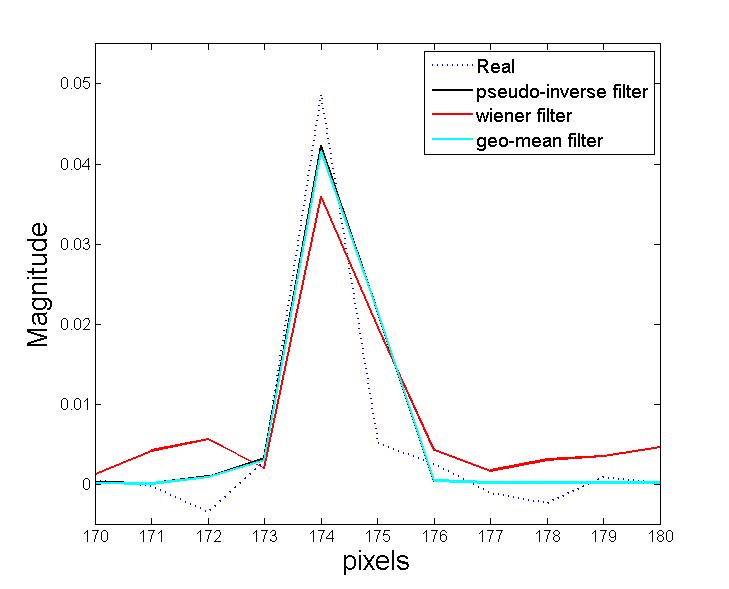 Real
pseudo-inverse filter
wiener filter
geo-mean filter
0.05
0.04
0.03
0.02
0.01
0
Magnitude
170 171 172 173 174 175 176 177 178 179 180
pixels